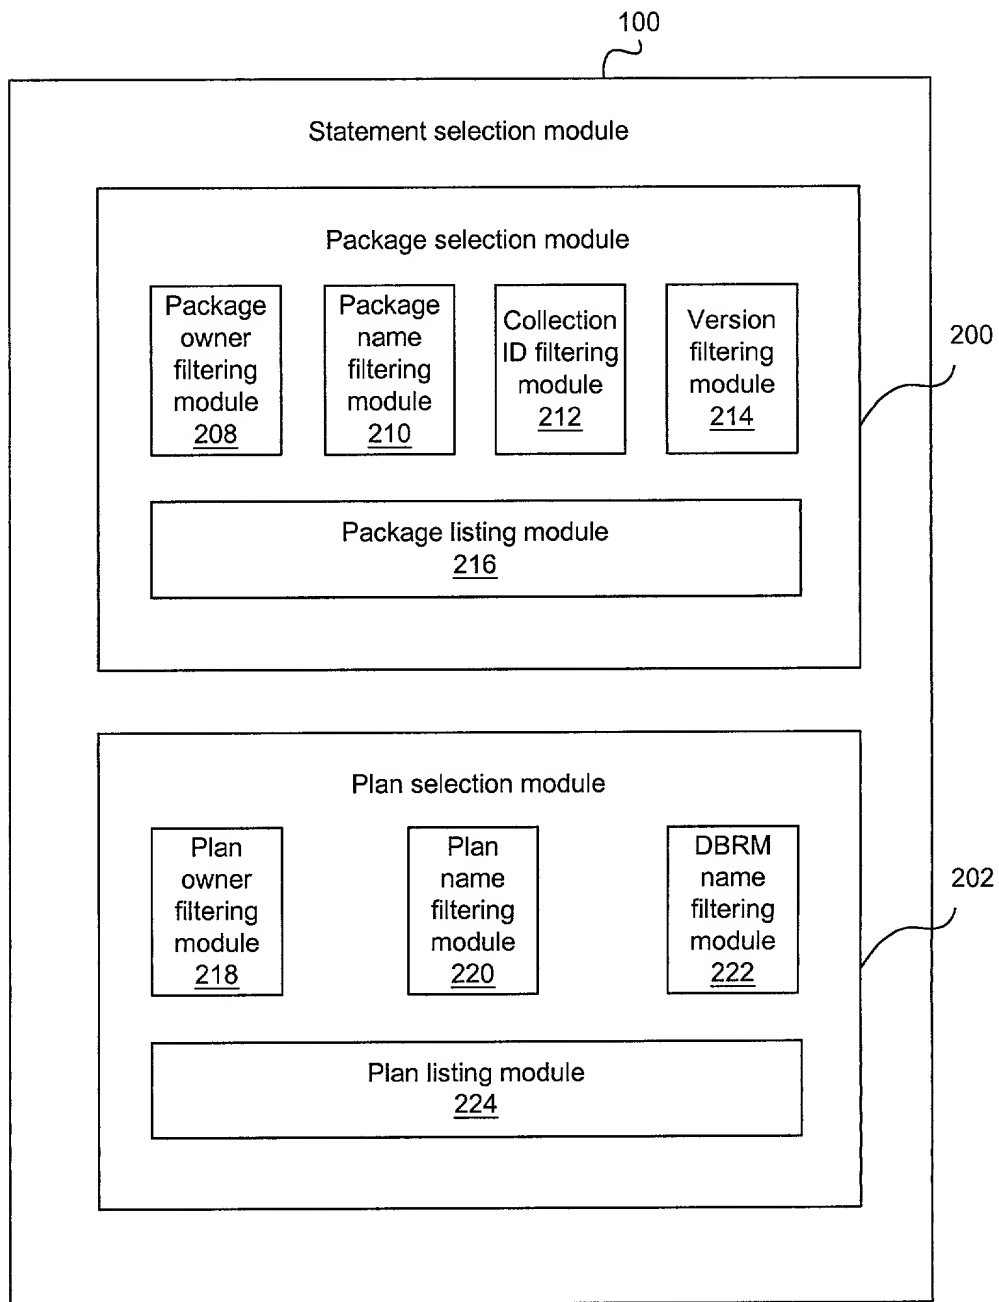 100
Statement selection module
Package selection module
Package
owner
filtering
module
208
Package
name
filtering
module
210
Collection
ID filtering
module
212
Version
filtering
module
214
200
Package listing module
216
Plan selection module
Plan
owner
filtering
module
218
Plan
name
filtering
module
220
DBRM
name
filtering
module
222
202
Plan listing module
224